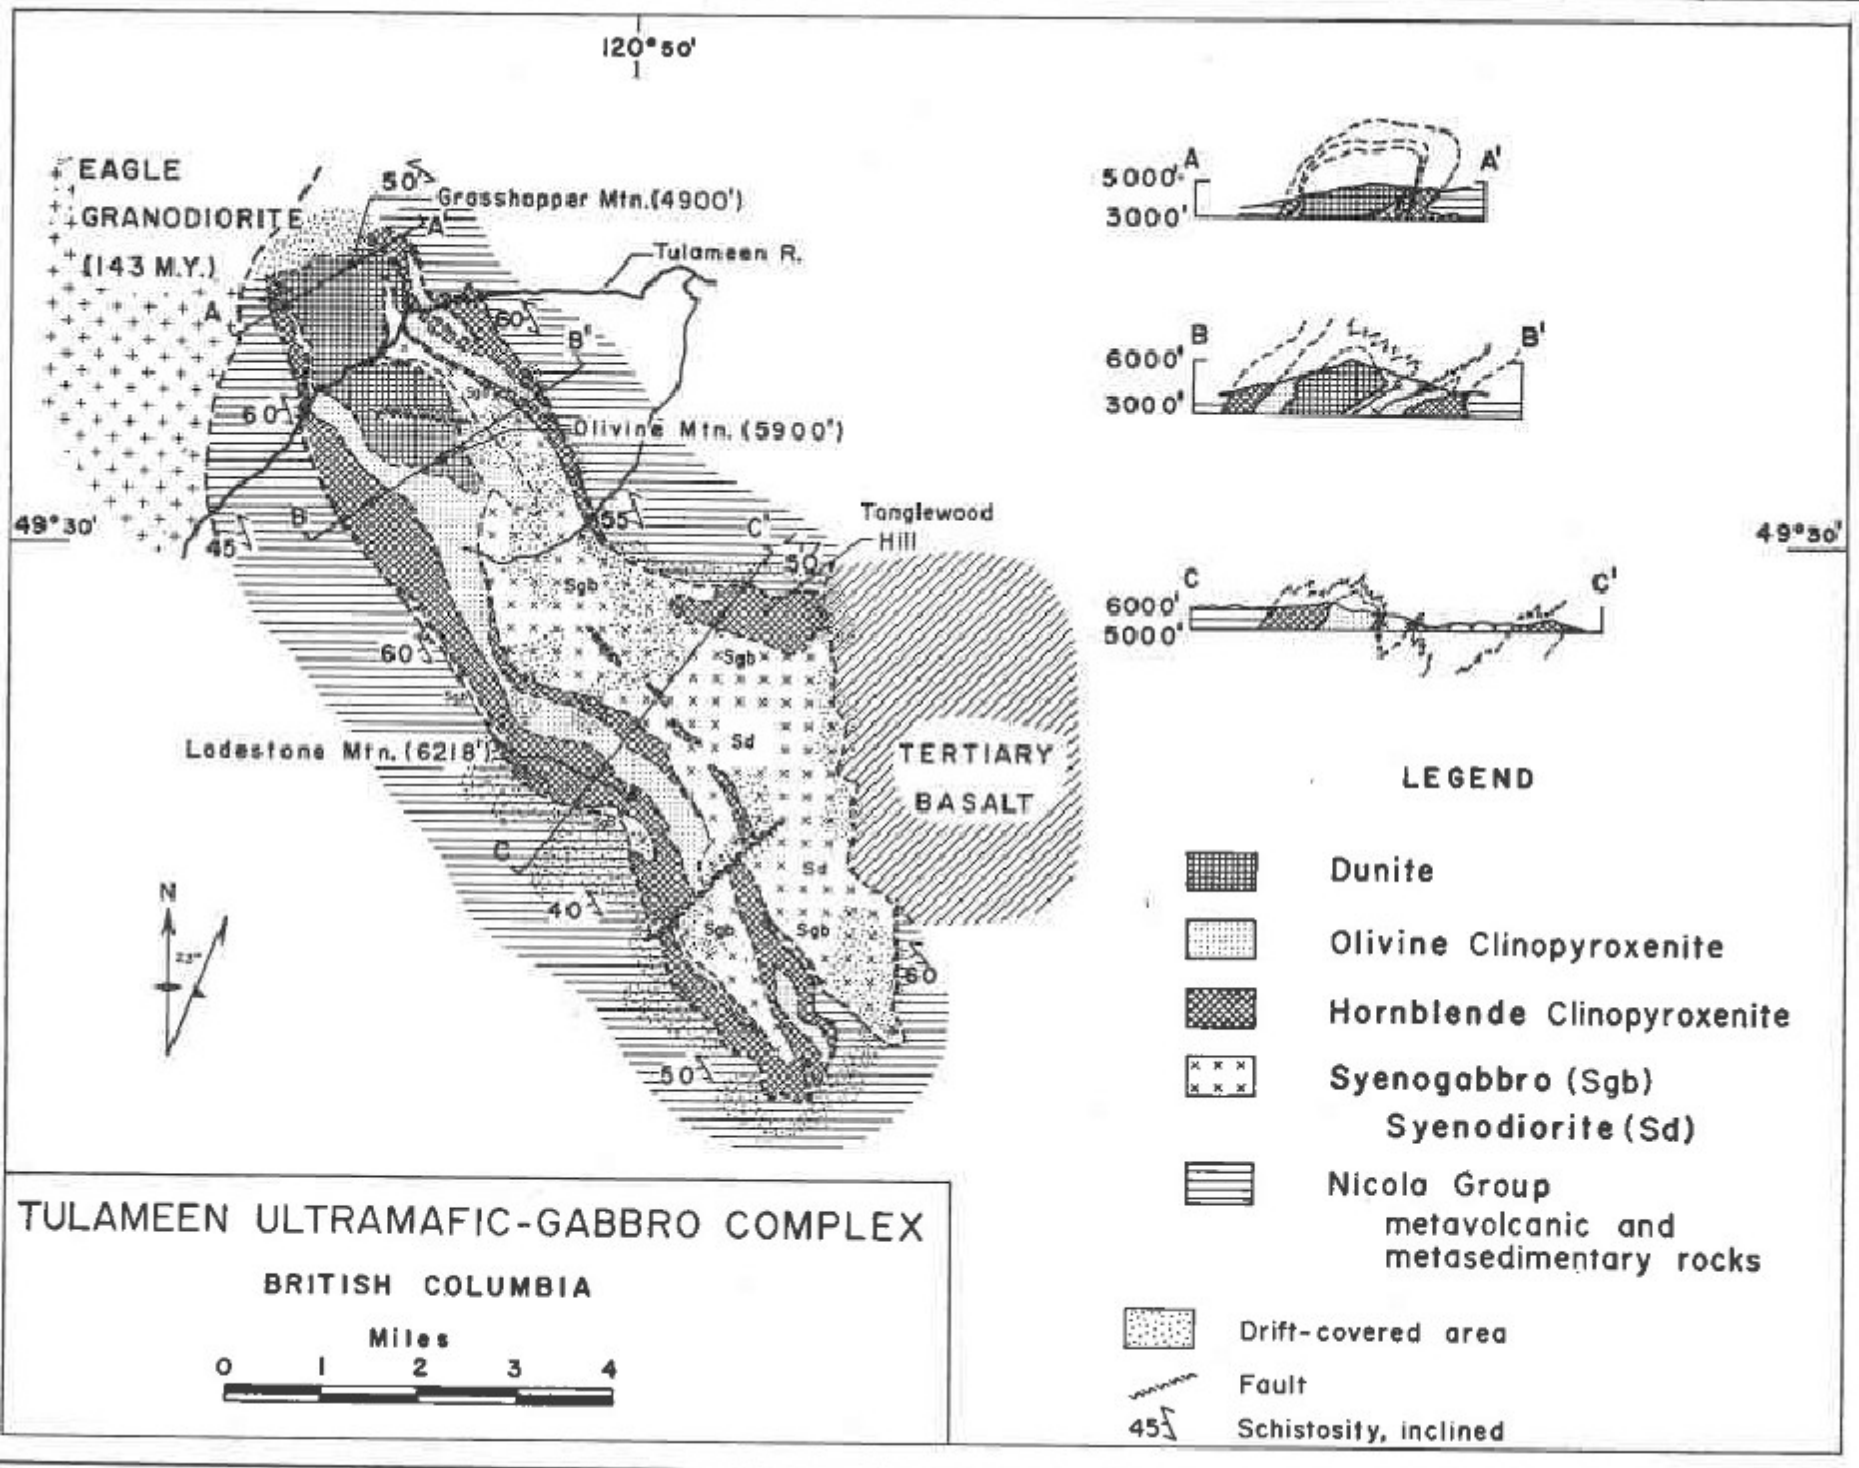 120°50'
EAGLE
GRANODIORITE
(143 M.Y.)
50
Grasshopper Mtn.(4900')
A'
Tulameen R.
A
60
B'
60
Olivine Mtn. (5900')
B
49°30'
45
55
C'
Tanglewood
Hill
50
49°30'
Sgb
60
Sgb
Lodestone Mtn. (6218')
Sd
TERTIARY
BASALT
C
Sd
40
Sgb
Sgb
60
50
N
23°
A
A'
5000'
3000'
B
B'
6000'
3000'
C
C'
6000'
5000'
LEGEND
Dunite
Olivine Clinopyroxenite
Hornblende Clinopyroxenite
Syenogabbro (Sgb)
Syenodiorite (Sd)
Nicola Group
metavolcanic and
metasedimentary rocks
Drift-covered area
Fault
45
Schistosity, inclined
TULAMEEN ULTRAMAFIC-GABBRO COMPLEX
BRITISH COLUMBIA
Miles
0 1 2 3 4